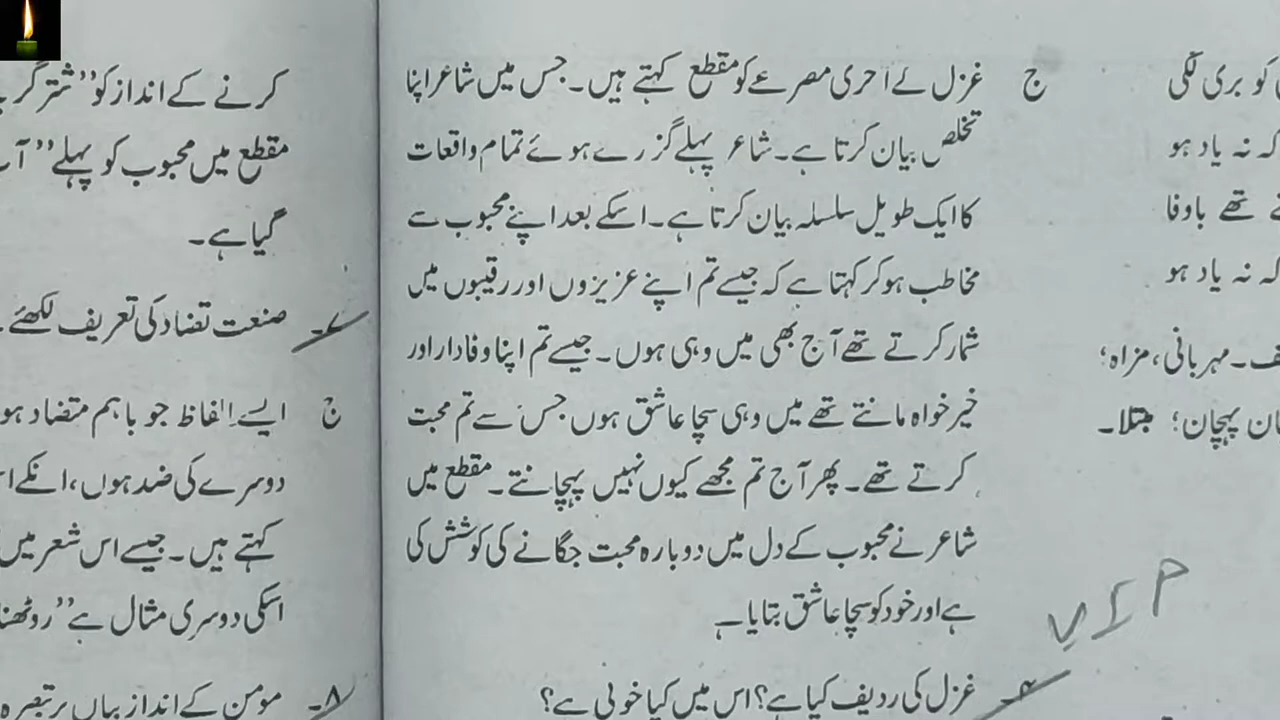 کو بری لگی
کہ نہ یاد ہو
تھے باوفا
کہ نہ یاد ہو
مہربانی، مزاہ؛
پہچان؛ مبتلا۔
VIP
ج غزل کے آخری مصرعے کو مقطع کہتے ہیں۔ جس میں شاعر اپنا
تخلص بیان کرتا ہے۔ شاعر پہلے گزرے ہوئے تمام واقعات
کا ایک طویل سلسلہ بیان کرتا ہے۔ اسکے بعد اپنے محبوب سے
مخاطب ہو کر کہتا ہے کہ جیسے تم اپنے عزیزوں اور رقیبوں میں
شمار کرتے تھے آج بھی میں وہی ہوں۔ جیسے تم اپنا وفادار اور
خیر خواہ مانتے تھے میں وہی سچا عاشق ہوں جس سے تم محبت
کرتے تھے۔ پھر آج تم مجھے کیوں نہیں پہچانتے۔ مقطع میں
شاعر نے محبوب کے دل میں دوبارہ محبت جگانے کی کوشش کی
ہے اور خود کو سچا عاشق بتایا ہے
غزل کی ردیف کیا ہے؟ اس میں کیا خوبی ہے؟
کرنے کے انداز کو ”شتر
مقطع میں محبوب کو پہلے ”
گیا ہے۔
۷۔ صنعت تضاد کی تعریف لکھئے۔
ج ایسے الفاظ جو باہم متضاد
دوسرے کی ضد ہوں، انکے
کہتے ہیں۔ جیسے اس شعر میں
اسکی دوسری مثال ہے ”
۸۔ مومن کے انداز بیاں پر تبصرہ